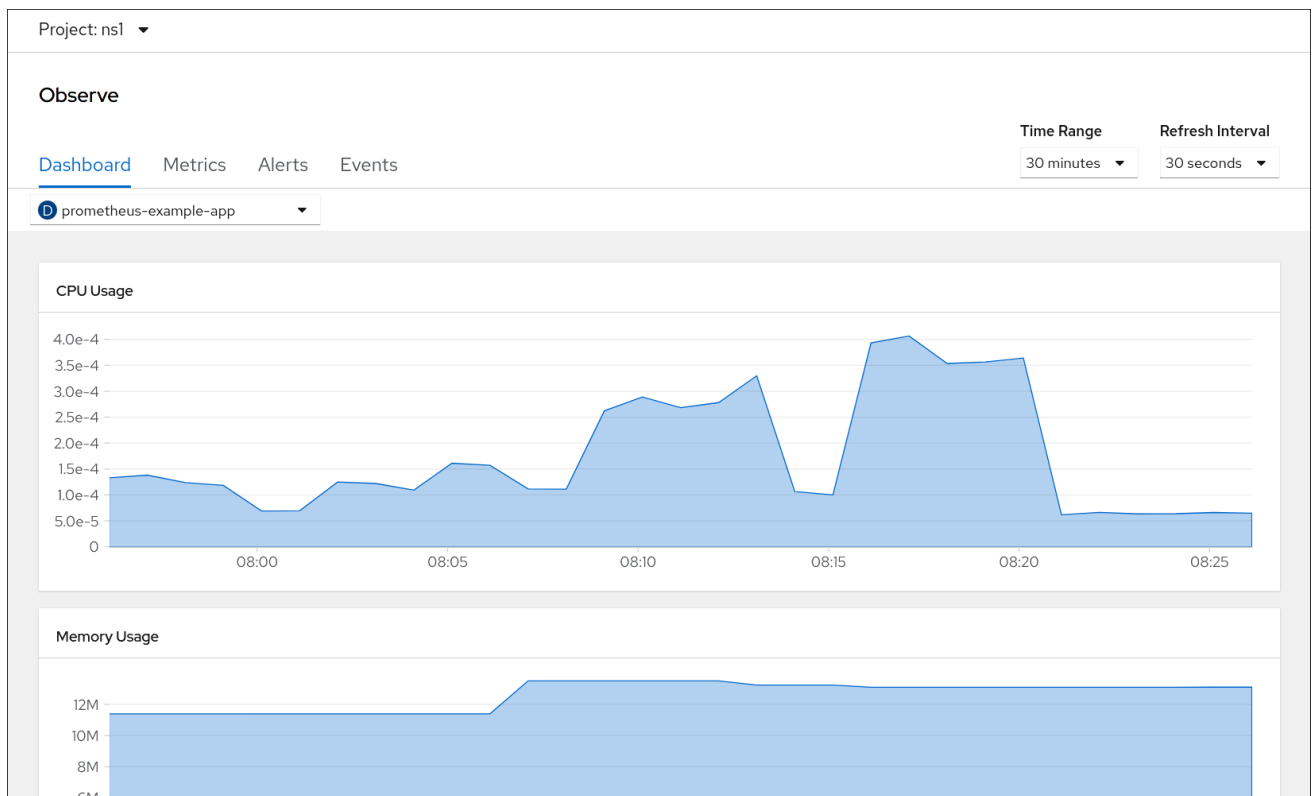 Project: ns1
Observe
Time Range
Refresh Interval
Dashboard Metrics Alerts Events
30 minutes
30 seconds
D prometheus-example-app
CPU Usage
4.0e-4
3.5e-4
3.0e-4
2.5e-4
2.0e-4
1.5e-4
1.0e-4
5.0e-5
0
08:00 08:05 08:10 08:15 08:20 08:25
Memory Usage
12M
10M
8M
6M